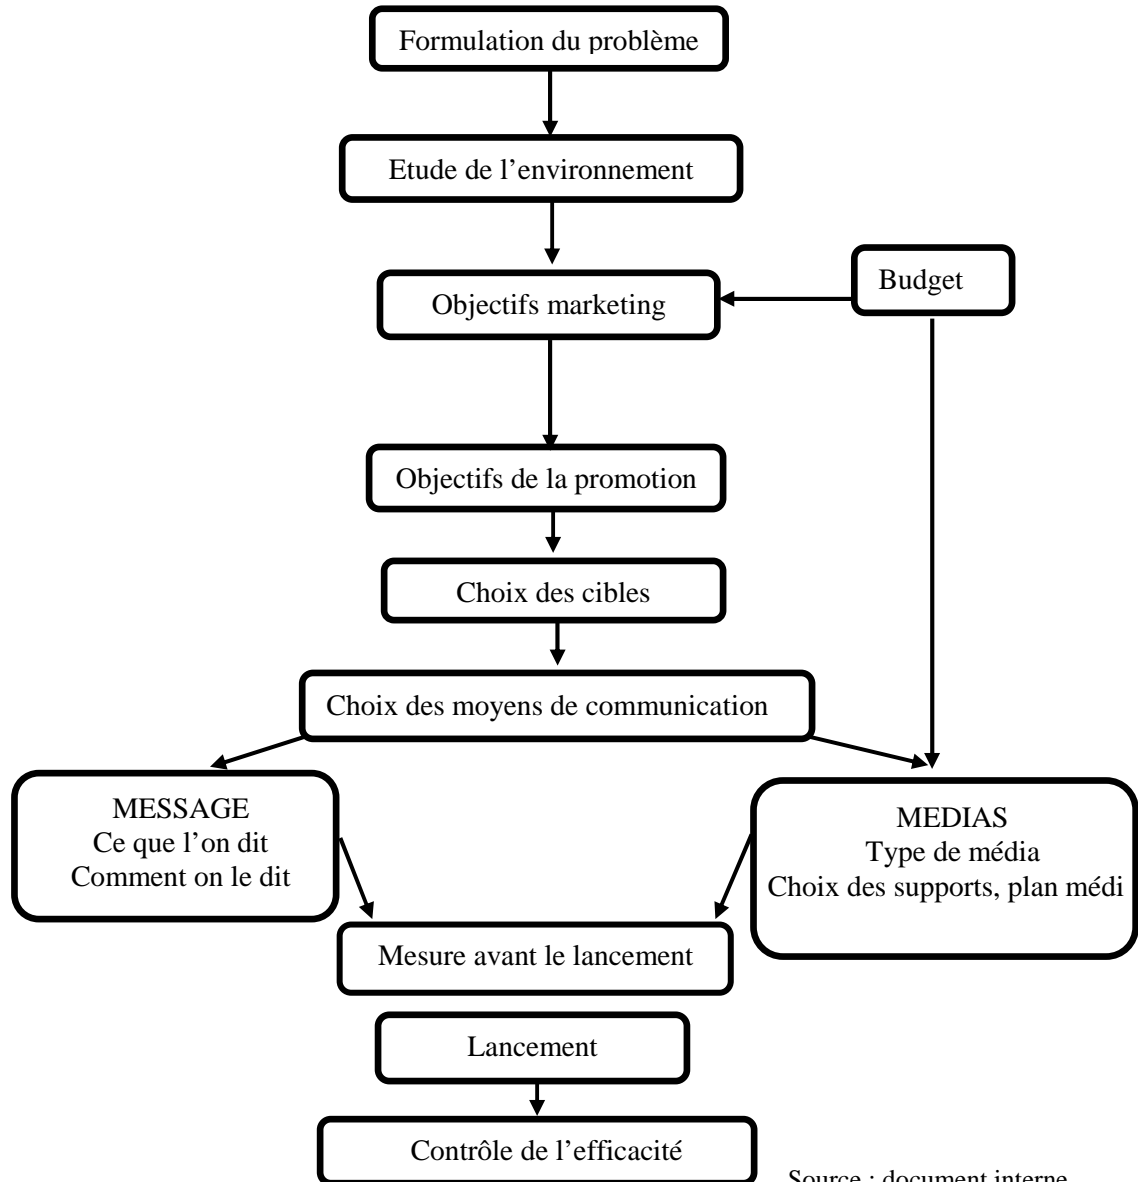 Formulation du problème
Etude de l’environnement
Budget
Objectifs marketing
Objectifs de la promotion
Choix des cibles
Choix des moyens de communication
MESSAGE
Ce que l’on dit
Comment on le dit
MEDIAS
Type de média
Choix des supports, plan médi
Mesure avant le lancement
Lancement
Contrôle de l’efficacité
Source : document interne